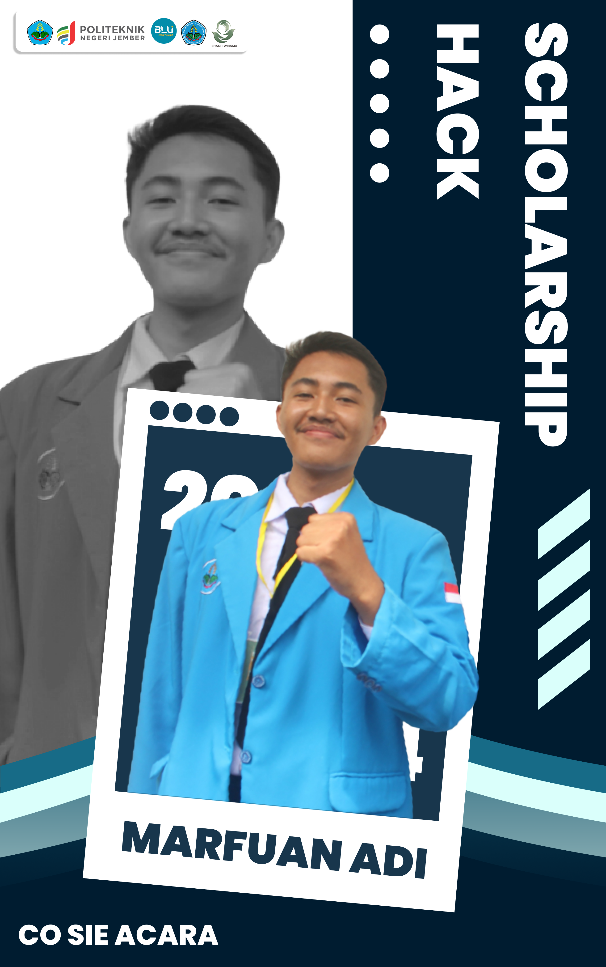 POLITEKNIK
NEGERI JEMBER
BLU
SCHOLARSHIP
HACK
MARFUAN ADI
CO SIE ACARA